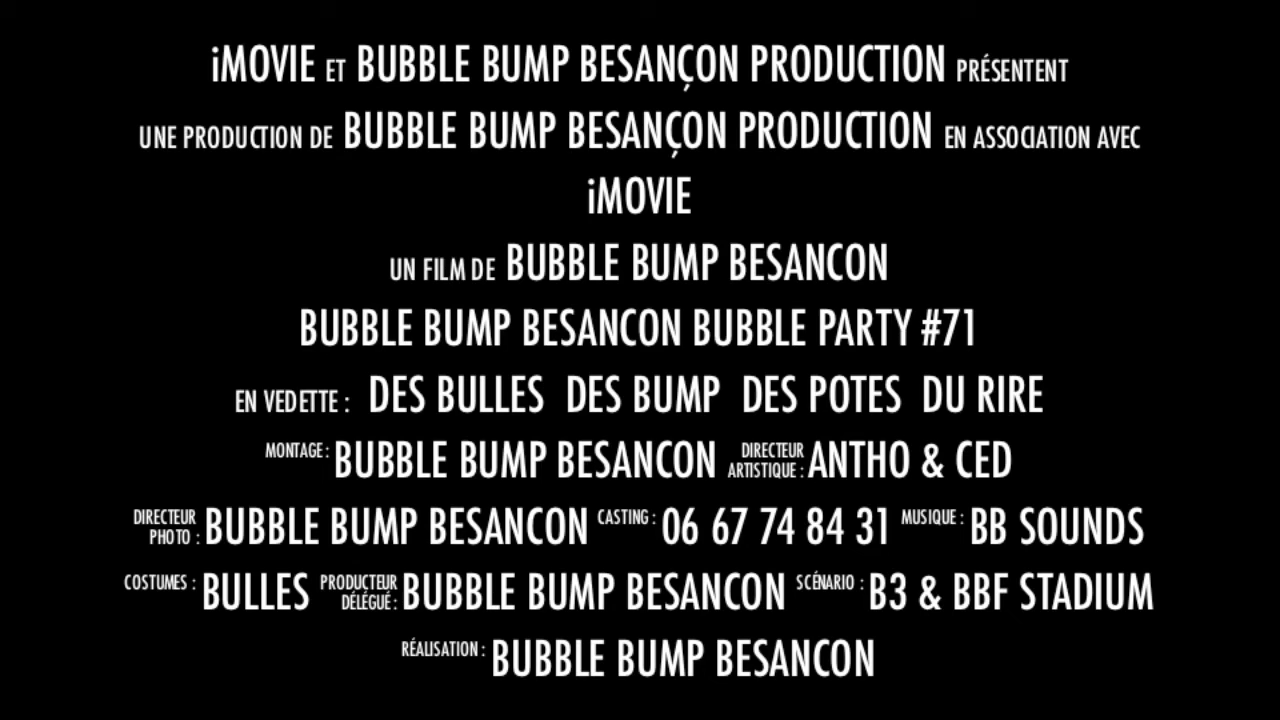 iMOVIE ET BUBBLE BUMP BESANÇON PRODUCTION PRÉSENTENT
UNE PRODUCTION DE BUBBLE BUMP BESANÇON PRODUCTION EN ASSOCIATION AVEC
iMOVIE
UN FILM DE BUBBLE BUMP BESANCON
BUBBLE BUMP BESANCON BUBBLE PARTY #71
EN VEDETTE : DES BULLES DES BUMP DES POTES DU RIRE
MONTAGE : BUBBLE BUMP BESANCON DIRECTEUR ARTISTIQUE : ANTHO & CED
DIRECTEUR PHOTO : BUBBLE BUMP BESANCON CASTING : 06 67 74 84 31 MUSIQUE : BB SOUNDS
COSTUMES : BULLES PRODUCTEUR DÉLÉGUÉ : BUBBLE BUMP BESANCON SCÉNARIO : B3 & BBF STADIUM
RÉALISATION : BUBBLE BUMP BESANCON